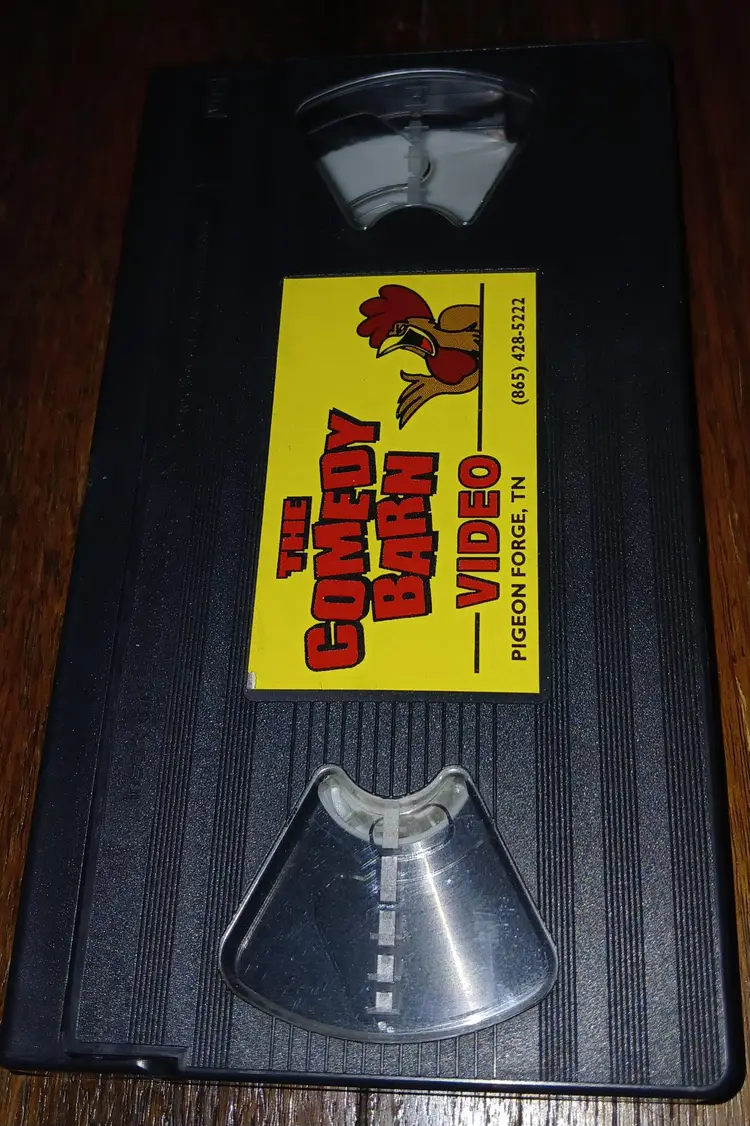 THE
COMEDY
BARN
VIDEO
PIGEON FORGE, TN (865) 428-5222